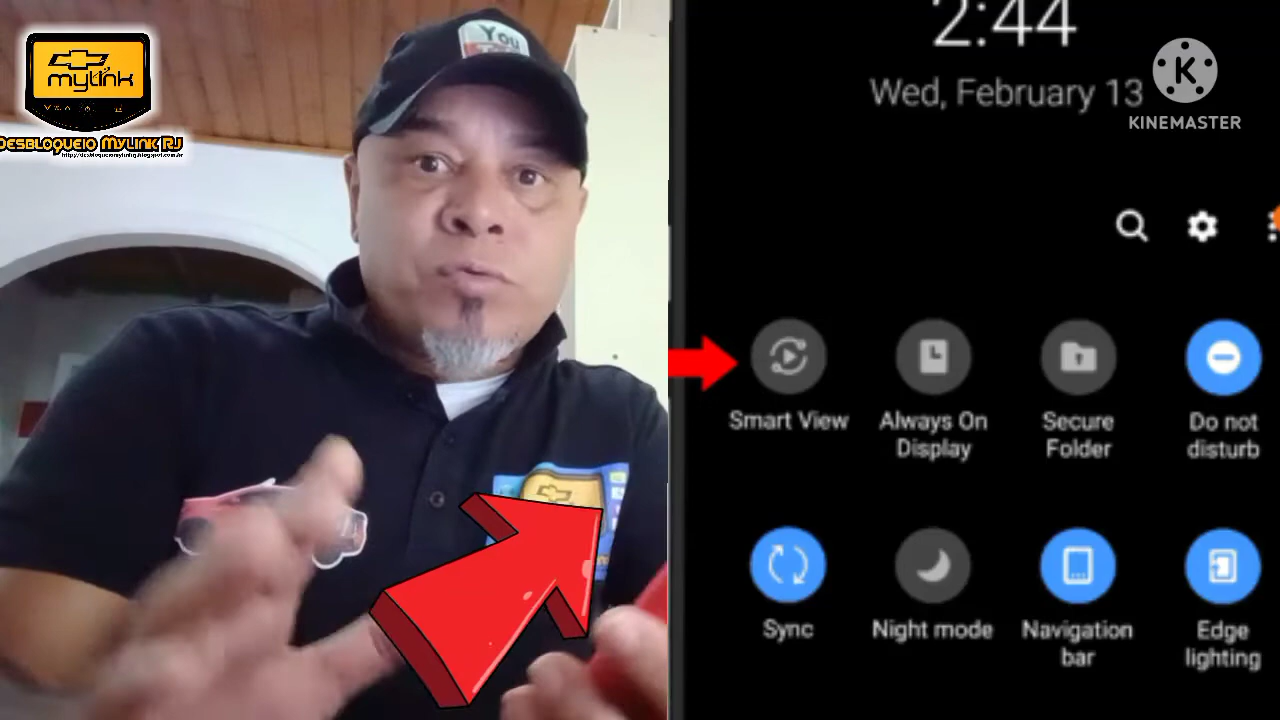 You
mylink
DESBLOQUEIO MYLINK RJ
2:44
Wed, February 13
KINEMASTER
Smart View
Always On
Display
Secure
Folder
Do not
disturb
Sync
Night mode
Navigation
bar
Edge
lighting